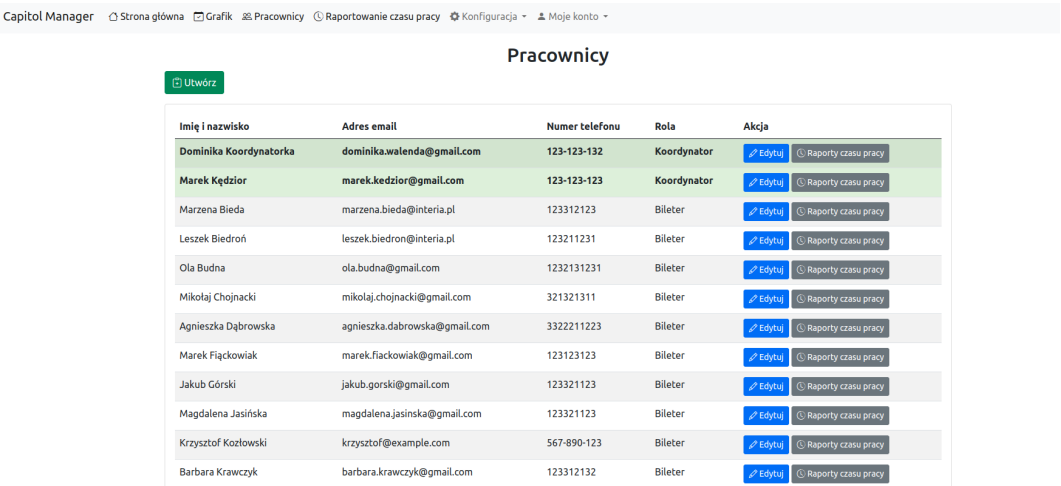 Capitol Manager Strona główna Grafik Pracownicy Raportowanie czasu pracy Konfiguracja Moje konto
Pracownicy
Utwórz
Imię i nazwisko Adres email Numer telefonu Rola Akcja
Dominika Koordynatorka dominika.walenda@gmail.com 123-123-132 Koordynator Edytuj Raporty czasu pracy
Marek Kędzior marek.kedzior@gmail.com 123-123-123 Koordynator Edytuj Raporty czasu pracy
Marzena Bieda marzena.bieda@interia.pl 123312123 Bileter Edytuj Raporty czasu pracy
Leszek Biedroń leszek.biedron@interia.pl 123211231 Bileter Edytuj Raporty czasu pracy
Ola Budna ola.budna@gmail.com 1232131231 Bileter Edytuj Raporty czasu pracy
Mikołaj Chojnacki mikolaj.chojnacki@gmail.com 321321311 Bileter Edytuj Raporty czasu pracy
Agnieszka Dąbrowska agnieszka.dabrowska@gmail.com 3322211223 Bileter Edytuj Raporty czasu pracy
Marek Fiąckowiak marek.fiackowiak@gmail.com 123123123 Bileter Edytuj Raporty czasu pracy
Jakub Górski jakub.gorski@gmail.com 123321123 Bileter Edytuj Raporty czasu pracy
Magdalena Jasińska magdalena.jasinska@gmail.com 123321123 Bileter Edytuj Raporty czasu pracy
Krzysztof Kozłowski krzysztof@example.com 567-890-123 Bileter Edytuj Raporty czasu pracy
Barbara Krawczyk barbara.krawczyk@gmail.com 123312132 Bileter Edytuj Raporty czasu pracy